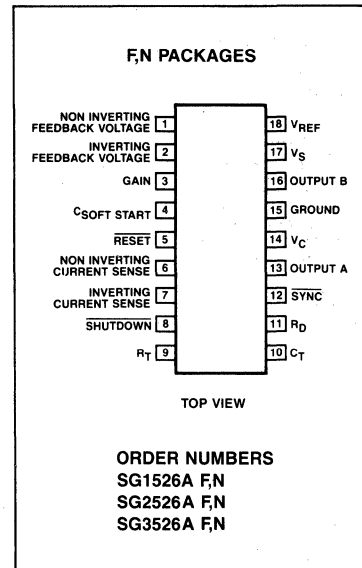 F,N PACKAGES
NON INVERTING
FEEDBACK VOLTAGE 1
INVERTING
FEEDBACK VOLTAGE 2
GAIN 3
CSOFT START 4
RESET 5
NON INVERTING
CURRENT SENSE 6
INVERTING
CURRENT SENSE 7
SHUTDOWN 8
RT 9
18 VREF
17 VS
16 OUTPUT B
15 GROUND
14 VC
13 OUTPUT A
12 SYNC
11 RD
10 CT
TOP VIEW
ORDER NUMBERS
SG1526A F,N
SG2526A F,N
SG3526A F,N